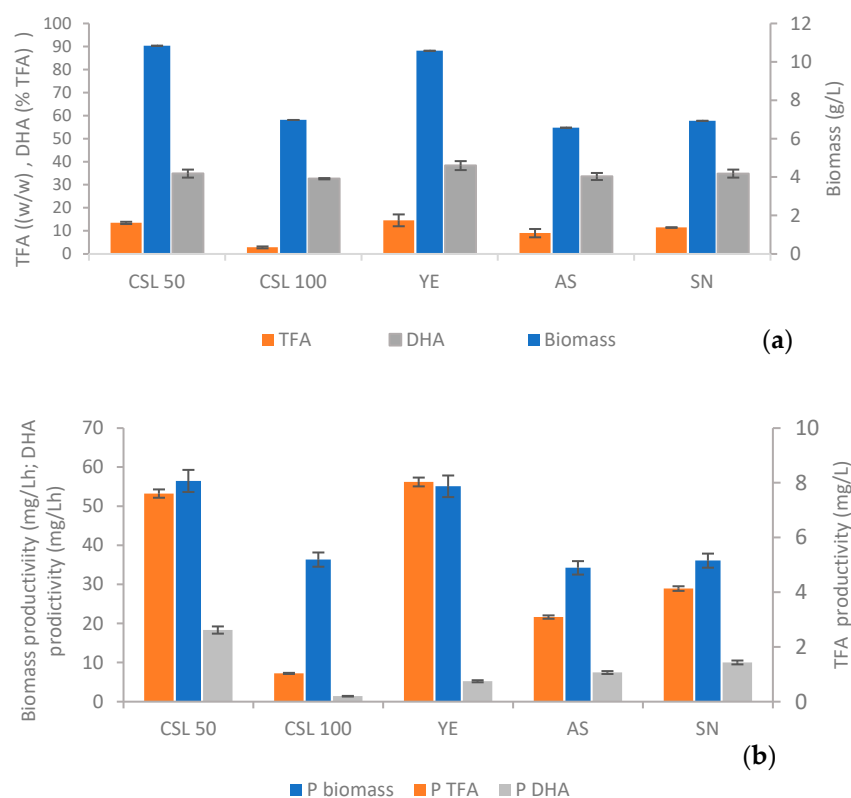 TFA ((w/w) , DHA (% TFA) )
100
90
80
70
60
50
40
30
20
10
0
12
10
8
6
4
2
0
Biomass (g/L)
CSL 50 CSL 100 YE AS SN
TFA DHA Biomass
(a)
Biomass productiviity (mg/Lh); DHA
prodictivity (mg/Lh)
70
60
50
40
30
20
10
0
10
8
6
4
2
0
TFA productivity (mg/L)
CSL 50 CSL 100 YE AS SN
(b)
P biomass P TFA P DHA